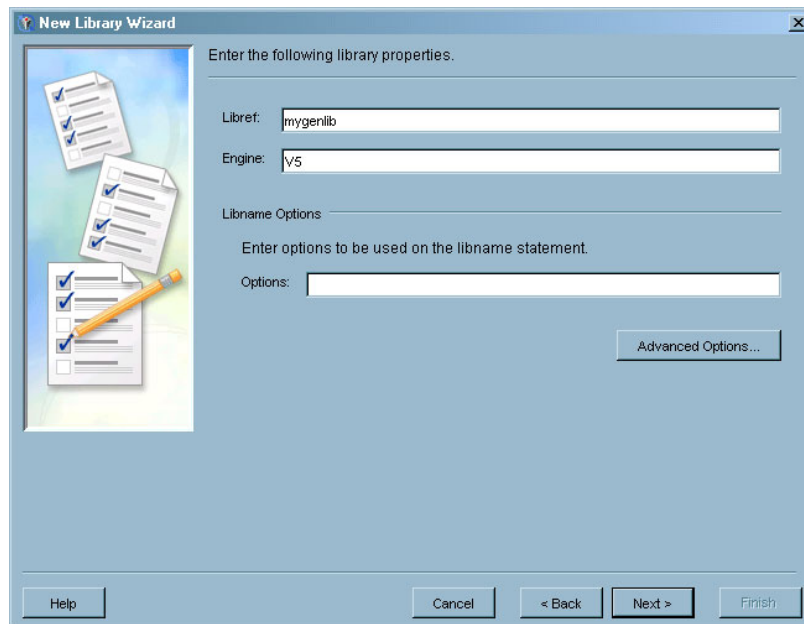 New Library Wizard
Enter the following library properties.
Libref: mygenlib
Engine: V5
Libname Options
Enter options to be used on the libname statement.
Options:
Advanced Options...
Help Cancel < Back Next > Finish